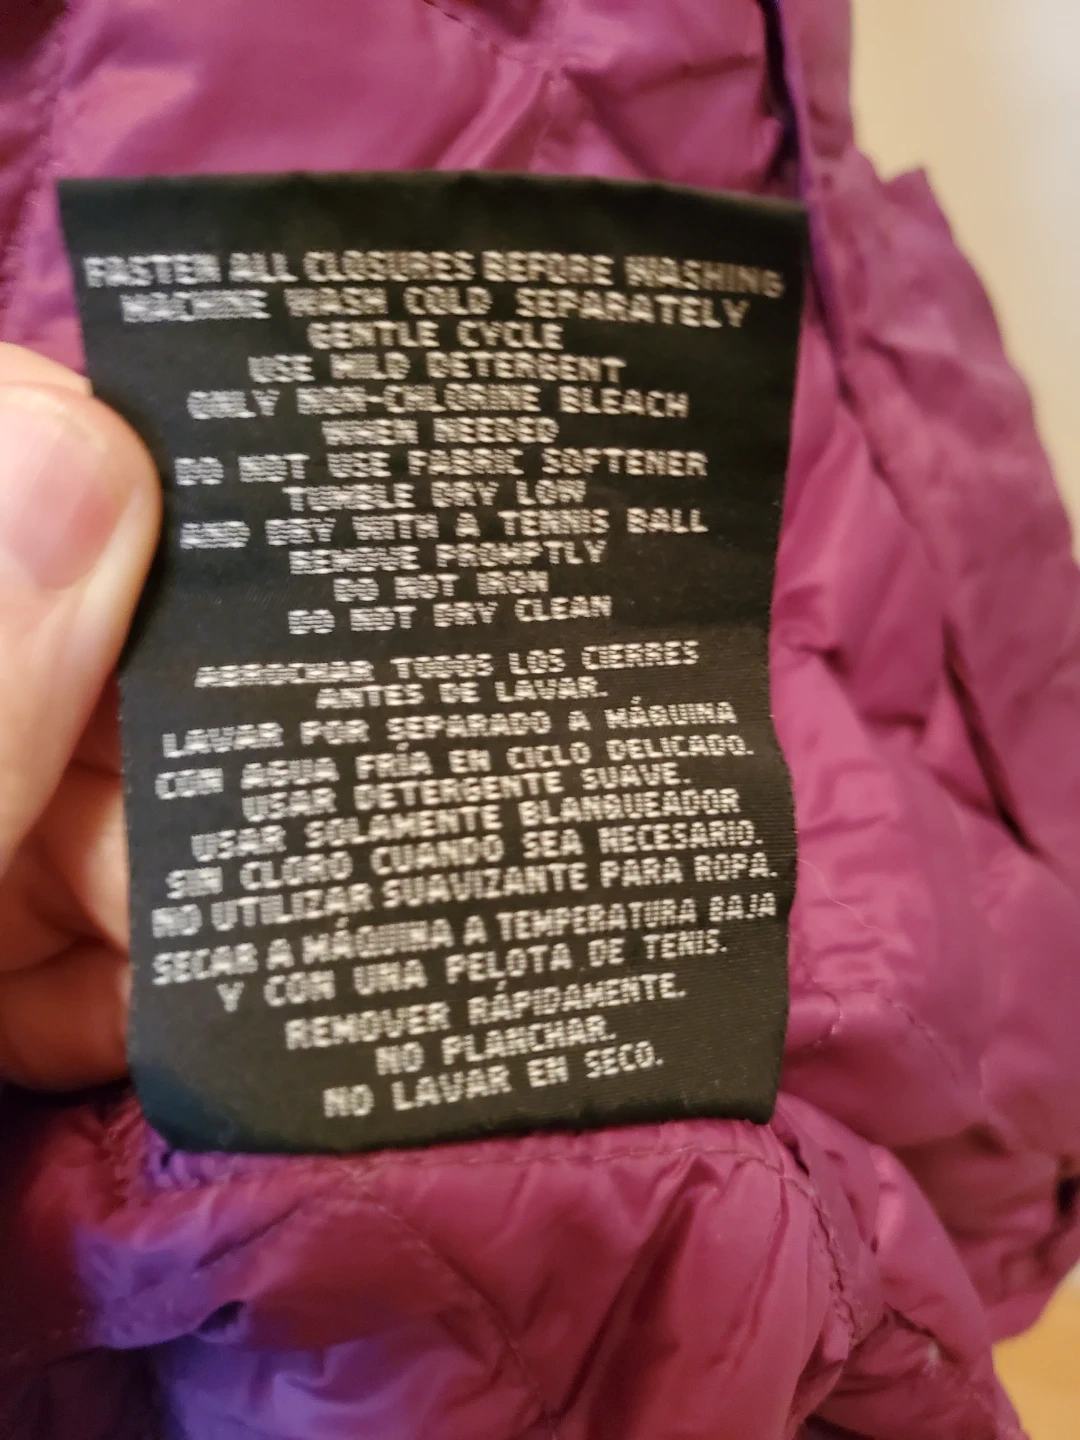 FASTEN ALL CLOSURES BEFORE WASHING
MACHINE WASH COLD SEPARATELY
GENTLE CYCLE
USE MILD DETERGENT
ONLY NON-CHLORINE BLEACH
WHEN NEEDED
DO NOT USE FABRIC SOFTENER
TUMBLE DRY LOW
AND DRY WITH A TENNIS BALL
REMOVE PROMPTLY
DO NOT IRON
DO NOT DRY CLEAN
ABROCHAR TODOS LOS CIERRES
ANTES DE LAVAR.
LAVAR POR SEPARADO A MÁQUINA
CON AGUA FRÍA EN CICLO DELICADO.
USAR DETERGENTE SUAVE.
USAR SOLAMENTE BLANQUEADOR
SIN CLORO CUANDO SEA NECESARIO.
NO UTILIZAR SUAVIZANTE PARA ROPA.
SECAR A MÁQUINA A TEMPERATURA BAJA
Y CON UNA PELOTA DE TENIS.
REMOVER RÁPIDAMENTE.
NO PLANCHAR.
NO LAVAR EN SECO.